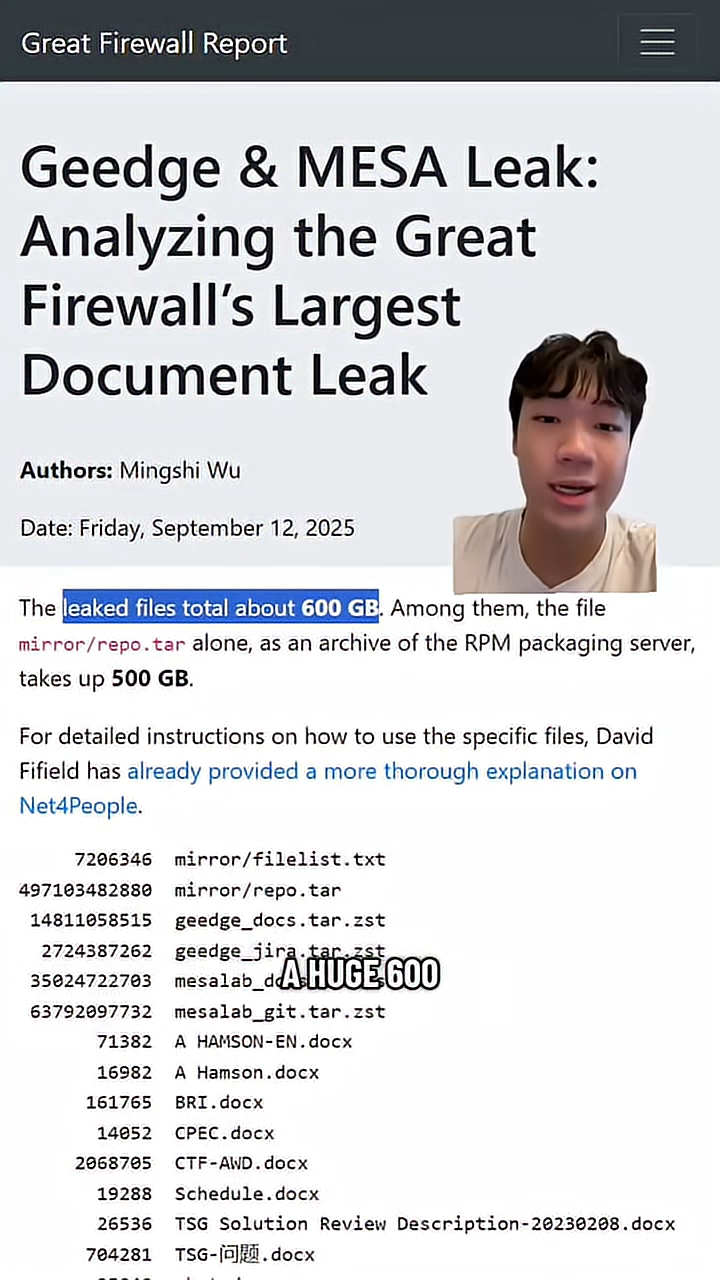 Great Firewall Report
Geedge & MESA Leak:
Analyzing the Great
Firewall’s Largest
Document Leak
Authors: Mingshi Wu
Date: Friday, September 12, 2025
The leaked files total about 600 GB. Among them, the file
mirror/repo.tar alone, as an archive of the RPM packaging server,
takes up 500 GB.
For detailed instructions on how to use the specific files, David
Fifield has already provided a more thorough explanation on
Net4People.
7206346 mirror/filelist.txt
497103482880 mirror/repo.tar
14811058515 geedge_docs.tar.zst
2724387262 geedge_jira.tar.zst
A HUGE 600
35024722703
63792097732 mesalab_git.tar.zst
71382 A HAMSON-EN.docx
16982 A Hamson.docx
161765 BRI.docx
14052 CPEC.docx
2068705 CTF-AWD.docx
19288 Schedule.docx
26536 TSG Solution Review Description-20230208.docx
704281 TSG-问题.docx